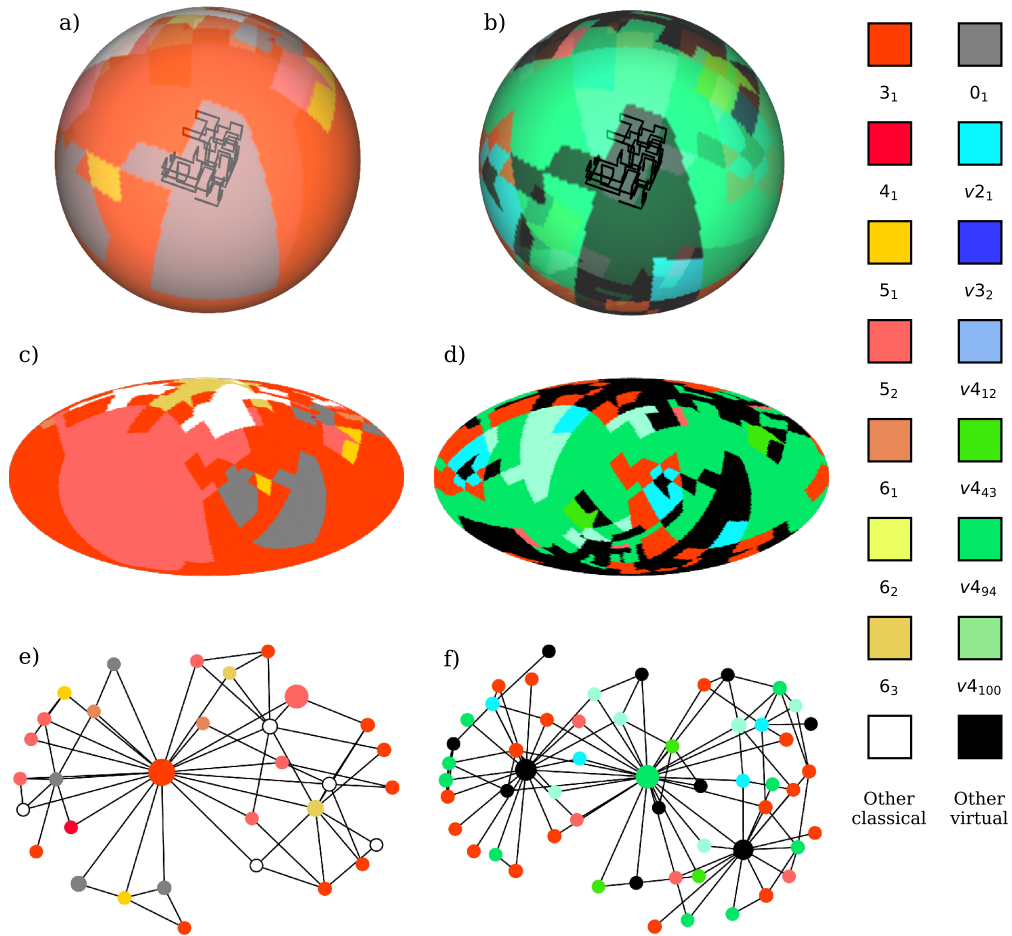 a)
b)
3₁ 0₁
4₁ v2₁
5₁ v3₂
c)
d)
5₂ v4₁₂
6₁ v4₄₃
6₂ v4₉₄
e)
f)
6₃ v4₁₀₀
Other Other
classical virtual